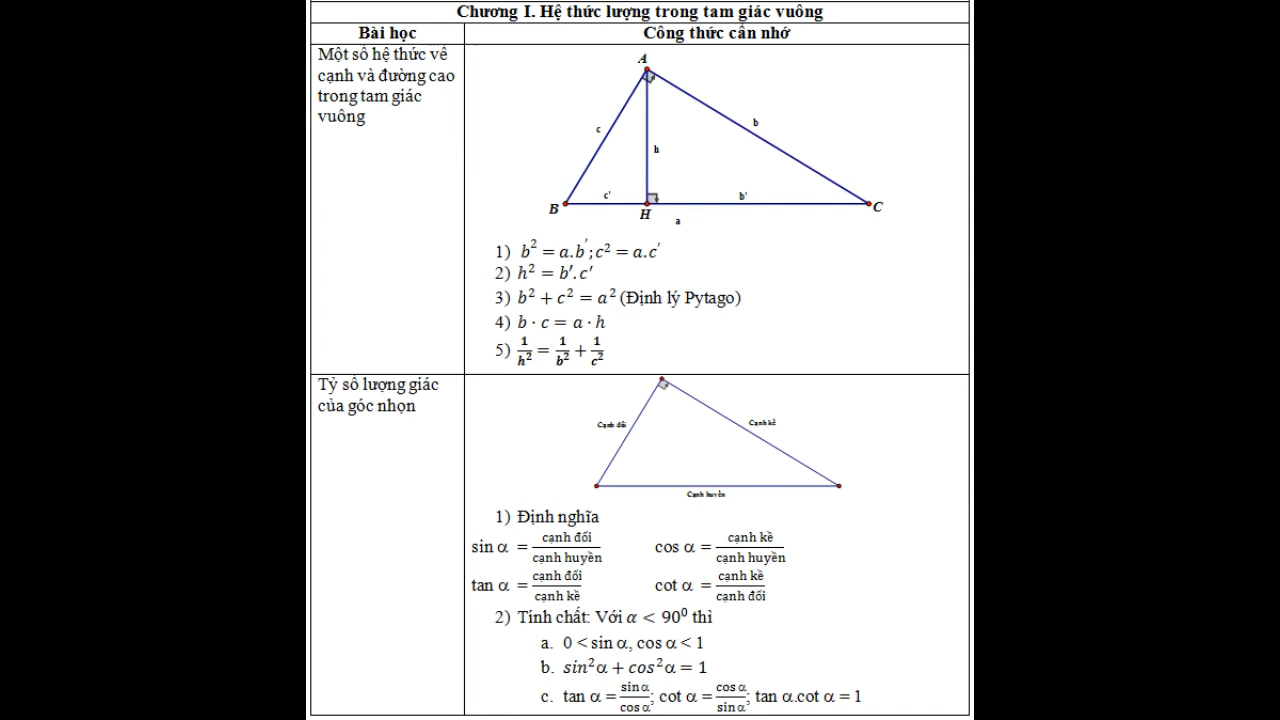 Chương I. Hệ thức lượng trong tam giác vuông
Bài học
Công thức cần nhớ
Một số hệ thức về
cạnh và đường cao
trong tam giác
vuông
A
c
b
h
c'
b'
B
H
C
a
1) b² = a.b'; c² = a.c'
2) h² = b'.c'
3) b² + c² = a² (Định lý Pytago)
4) b · c = a · h
5) 1/h² = 1/b² + 1/c²
Tỷ số lượng giác
của góc nhọn
Cạnh đối
Cạnh kề
Cạnh huyền
1) Định nghĩa
sin α = cạnh đối/cạnh huyền cos α = cạnh kề/cạnh huyền
tan α = cạnh đối/cạnh kề cot α = cạnh kề/cạnh đối
2) Tính chất: Với α < 90⁰ thì
a. 0 < sin α, cos α < 1
b. sin²α + cos²α = 1
c. tan α = sin α/cos α; cot α = cos α/sin α; tan α.cot α = 1